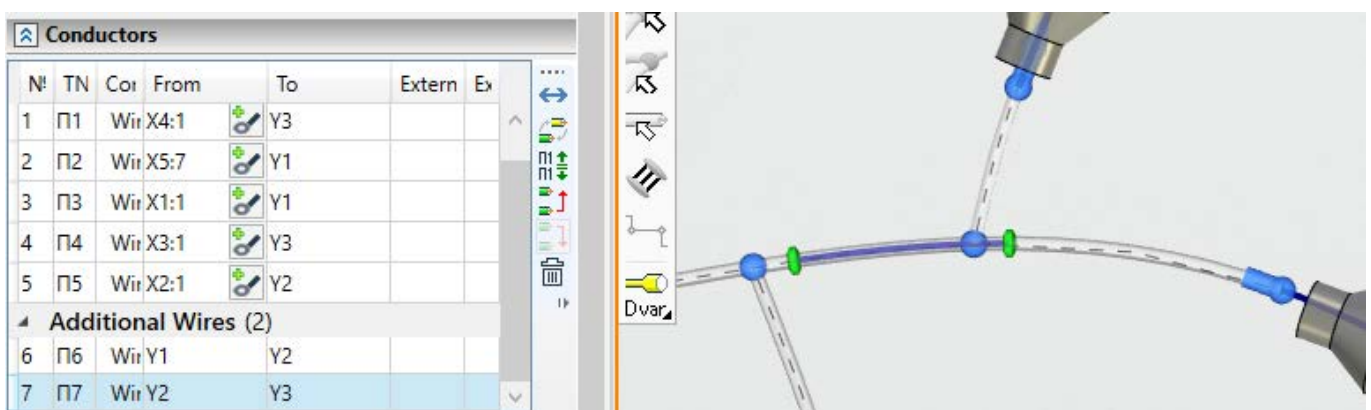 Conductors
№ TN Cor From To Extern Ex
1 П1 Wir X4:1 Y3
2 П2 Wir X5:7 Y1
3 П3 Wir X1:1 Y1
4 П4 Wir X3:1 Y3
5 П5 Wir X2:1 Y2
Additional Wires (2)
6 П6 Wir Y1 Y2
7 П7 Wir Y2 Y3
П1
П1
Dvar